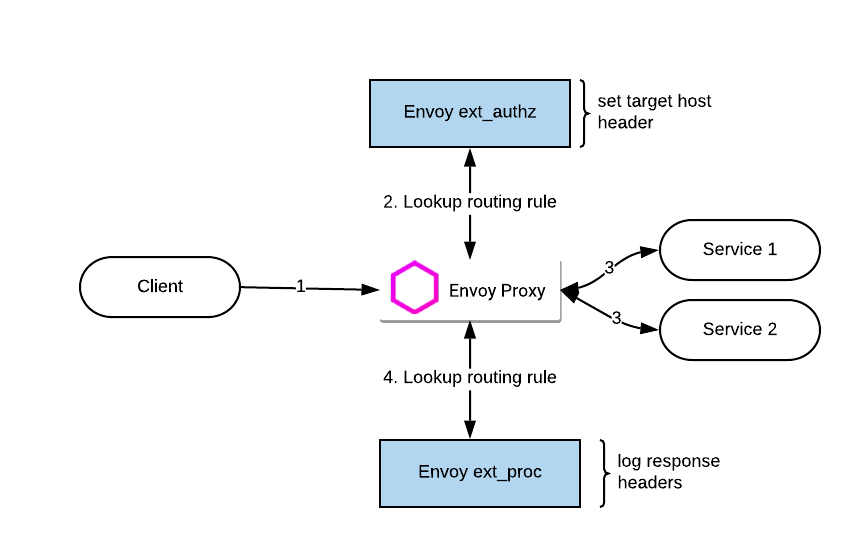 Envoy ext_authz
set target host
header
2. Lookup routing rule
Client
1
Envoy Proxy
3
Service 1
3
Service 2
4. Lookup routing rule
Envoy ext_proc
log response
headers